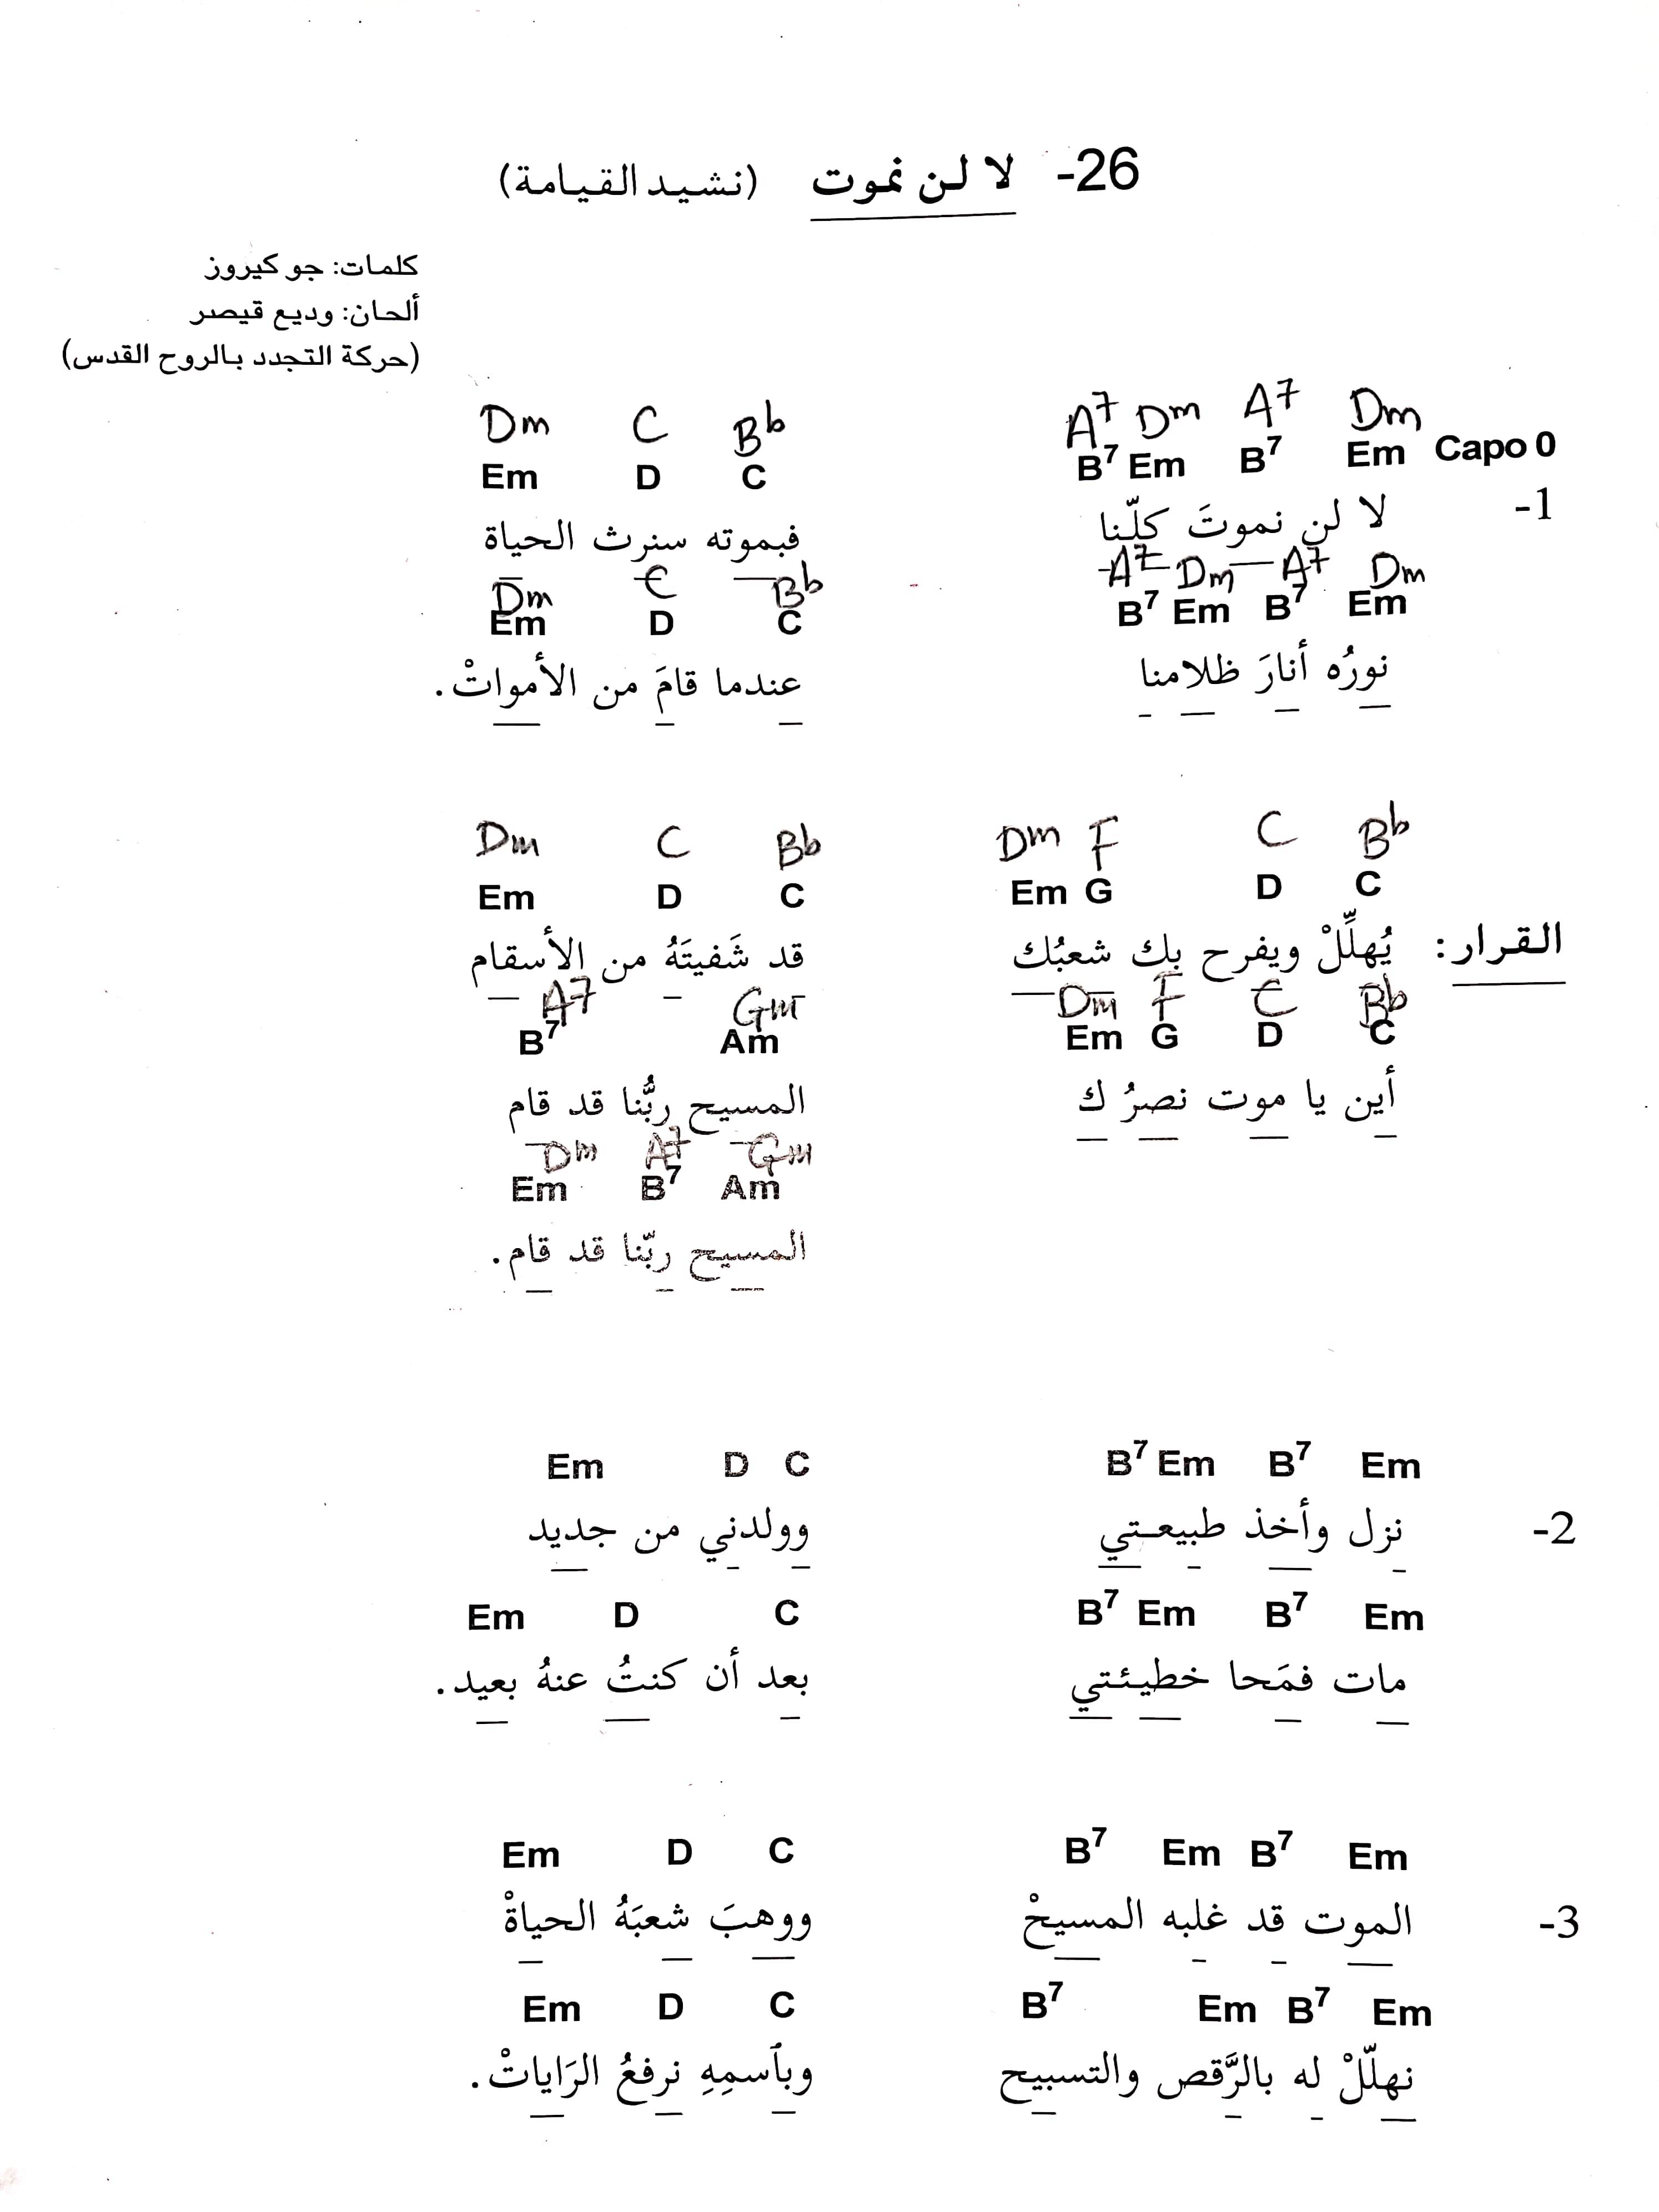 26- لا لن نموت (نشيد القيامة)
كلمات: جو كيروز
ألحان: وديع قيصر
(حركة التجدد بالروح القدس)
Dm C Bb A7 Dm A7 Dm
Em D C B7 Em B7 Em Capo 0
1- لا لن نموتَ كلّنا فبموته سنرث الحياة
Dm C Bb A7 Dm A7 Dm
Em D C B7 Em B7 Em
نورُه أنارَ ظلامنا عندما قامَ من الأمواتْ.
Dm C Bb Dm F C Bb
Em D C Em G D C
القرار: يُهلِّلْ ويفرح بك شعبُك قد شَفيتَهُ من الأسقام
A7 Gm Dm F C Bb
B7 Am Em G D C
أين يا موت نصرُ ك المسيح ربُّنا قد قام
Dm A7 Gm
Em B7 Am
المسيح ربّنا قد قام.
Em D C B7 Em B7 Em
2- نزل وأخذ طبيعـتي وولدني من جديد
Em D C B7 Em B7 Em
مات فمَحا خطيـئتي بعد أن كنتُ عنهُ بعيد.
Em D C B7 Em B7 Em
3- الموت قد غلبه المسيحْ ووهبَ شعبَهُ الحياةْ
Em D C B7 Em B7 Em
نهلّلْ له بالرَّقص والتسبيح وبٱسمِهِ نرفعُ الرَاياتْ.